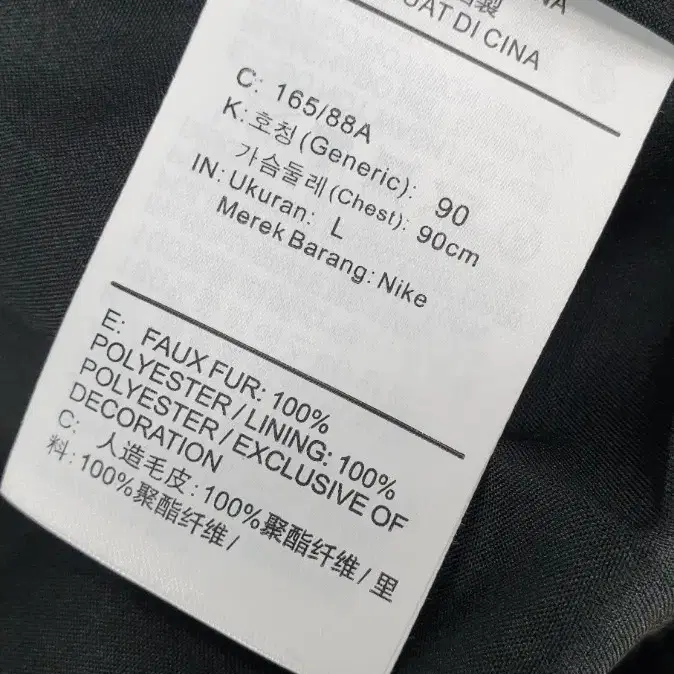 NA
製
UAT DI CINA
C: 165/88A
K: 호칭 (Generic): 90
가슴둘레 (Chest): 90cm
IN: Ukuran: L
Merek Barang: Nike
E: FAUX FUR: 100%
POLYESTER / LINING: 100%
POLYESTER / EXCLUSIVE OF
DECORATION
C: 人造毛皮: 100%聚酯纤维 / 里
料: 100%聚酯纤维 /